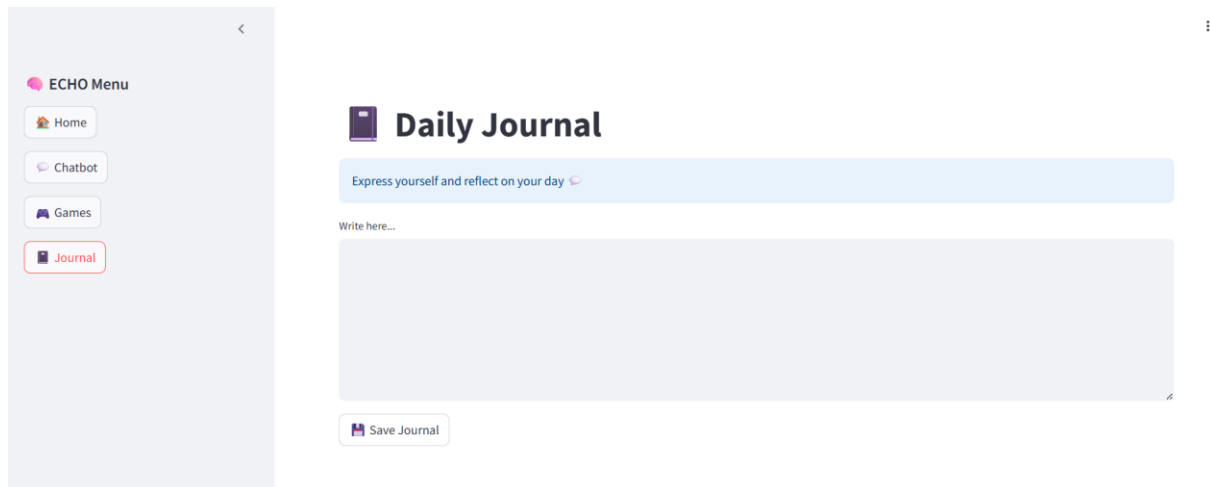 ECHO Menu
Home
Chatbot
Games
Journal
Daily Journal
Express yourself and reflect on your day
Write here...
Save Journal